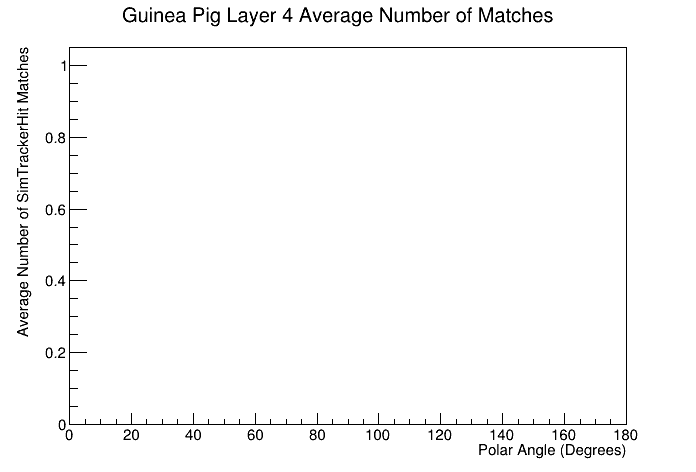 Guinea Pig Layer 4 Average Number of Matches
Average Number of SimTrackerHit Matches
1
0.8
0.6
0.4
0.2
0
0 20 40 60 80 100 120 140 160 180
Polar Angle (Degrees)